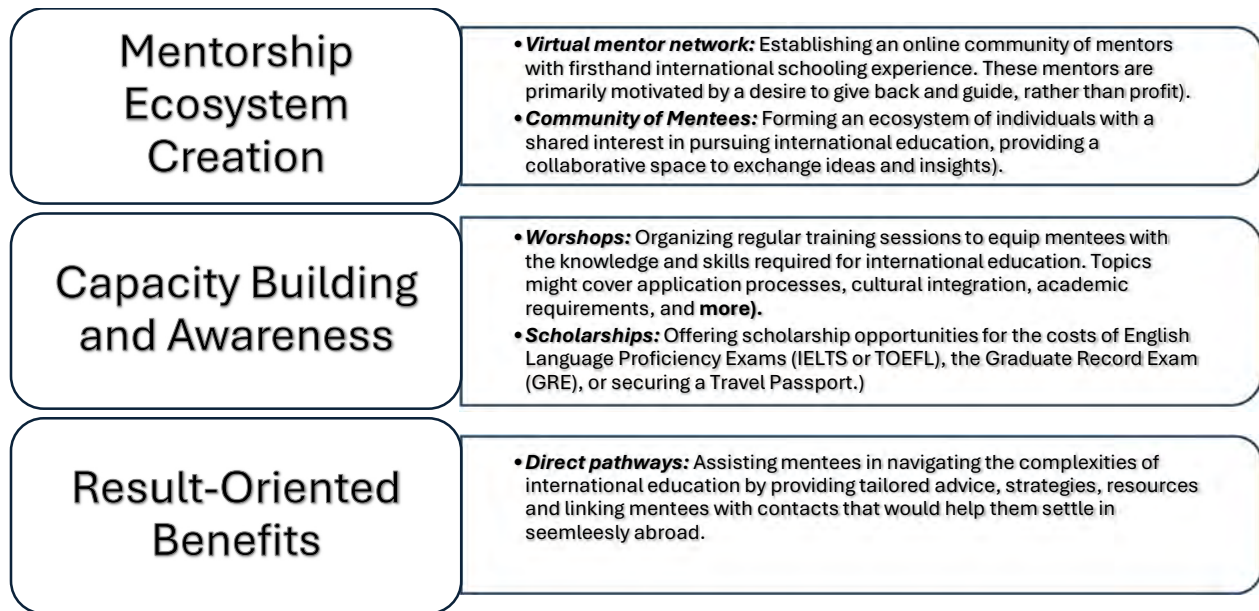 Mentorship
Ecosystem
Creation
• Virtual mentor network: Establishing an online community of mentors
with firsthand international schooling experience. These mentors are
primarily motivated by a desire to give back and guide, rather than profit).
• Community of Mentees: Forming an ecosystem of individuals with a
shared interest in pursuing international education, providing a
collaborative space to exchange ideas and insights).
Capacity Building
and Awareness
• Worshops: Organizing regular training sessions to equip mentees with
the knowledge and skills required for international education. Topics
might cover application processes, cultural integration, academic
requirements, and more).
• Scholarships: Offering scholarship opportunities for the costs of English
Language Proficiency Exams (IELTS or TOEFL), the Graduate Record Exam
(GRE), or securing a Travel Passport.)
Result-Oriented
Benefits
• Direct pathways: Assisting mentees in navigating the complexities of
international education by providing tailored advice, strategies, resources
and linking mentees with contacts that would help them settle in
seemleesly abroad.